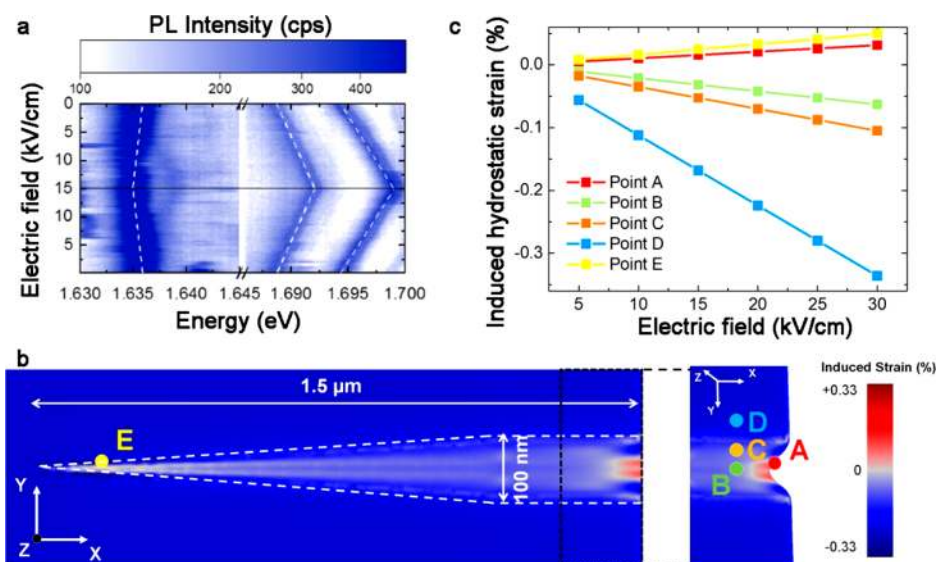 a
PL Intensity (cps)
100 200 300 400
Electric field (kV/cm)
0
5
10
15
10
5
1.630 1.635 1.640 1.645 1.690 1.695 1.700
Energy (eV)
c
Induced hydrostatic strain (%)
0.0
-0.1
-0.2
-0.3
Point A
Point B
Point C
Point D
Point E
5 10 15 20 25 30
Electric field (kV/cm)
b
1.5 µm
E
100 nm
Y
Z X
Z X
Y
D
C
A
B
Induced Strain (%)
+0.33
0
-0.33